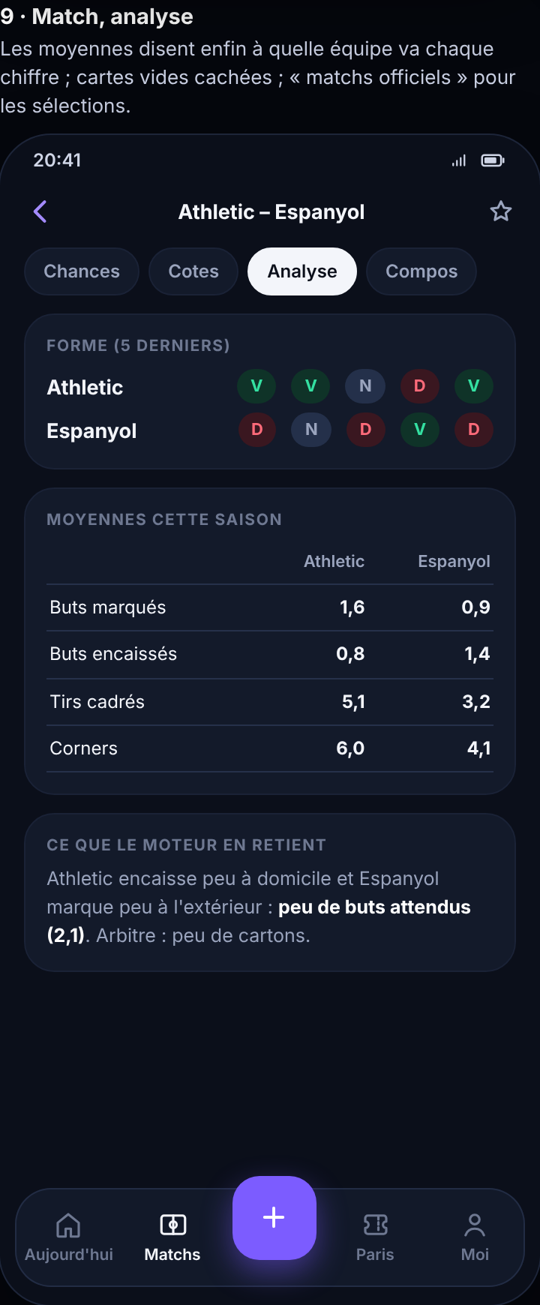 9 · Match, analyse
Les moyennes disent enfin à quelle équipe va chaque
chiffre ; cartes vides cachées ; « matchs officiels » pour
les sélections.
20:41
Athletic – Espanyol
Chances Cotes Analyse Compos
FORME (5 DERNIERS)
Athletic V V N D V
Espanyol D N D V D
MOYENNES CETTE SAISON
Athletic Espanyol
Buts marqués 1,6 0,9
Buts encaissés 0,8 1,4
Tirs cadrés 5,1 3,2
Corners 6,0 4,1
CE QUE LE MOTEUR EN RETIENT
Athletic encaisse peu à domicile et Espanyol
marque peu à l'extérieur : peu de buts attendus
(2,1). Arbitre : peu de cartons.
Aujourd'hui Matchs + Paris Moi